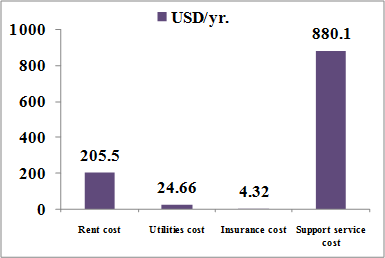 USD/yr.
1000
800
600
400
200
0
205.5
24.66
4.32
880.1
Rent cost
Utilities cost
Insurance cost
Support service
cost